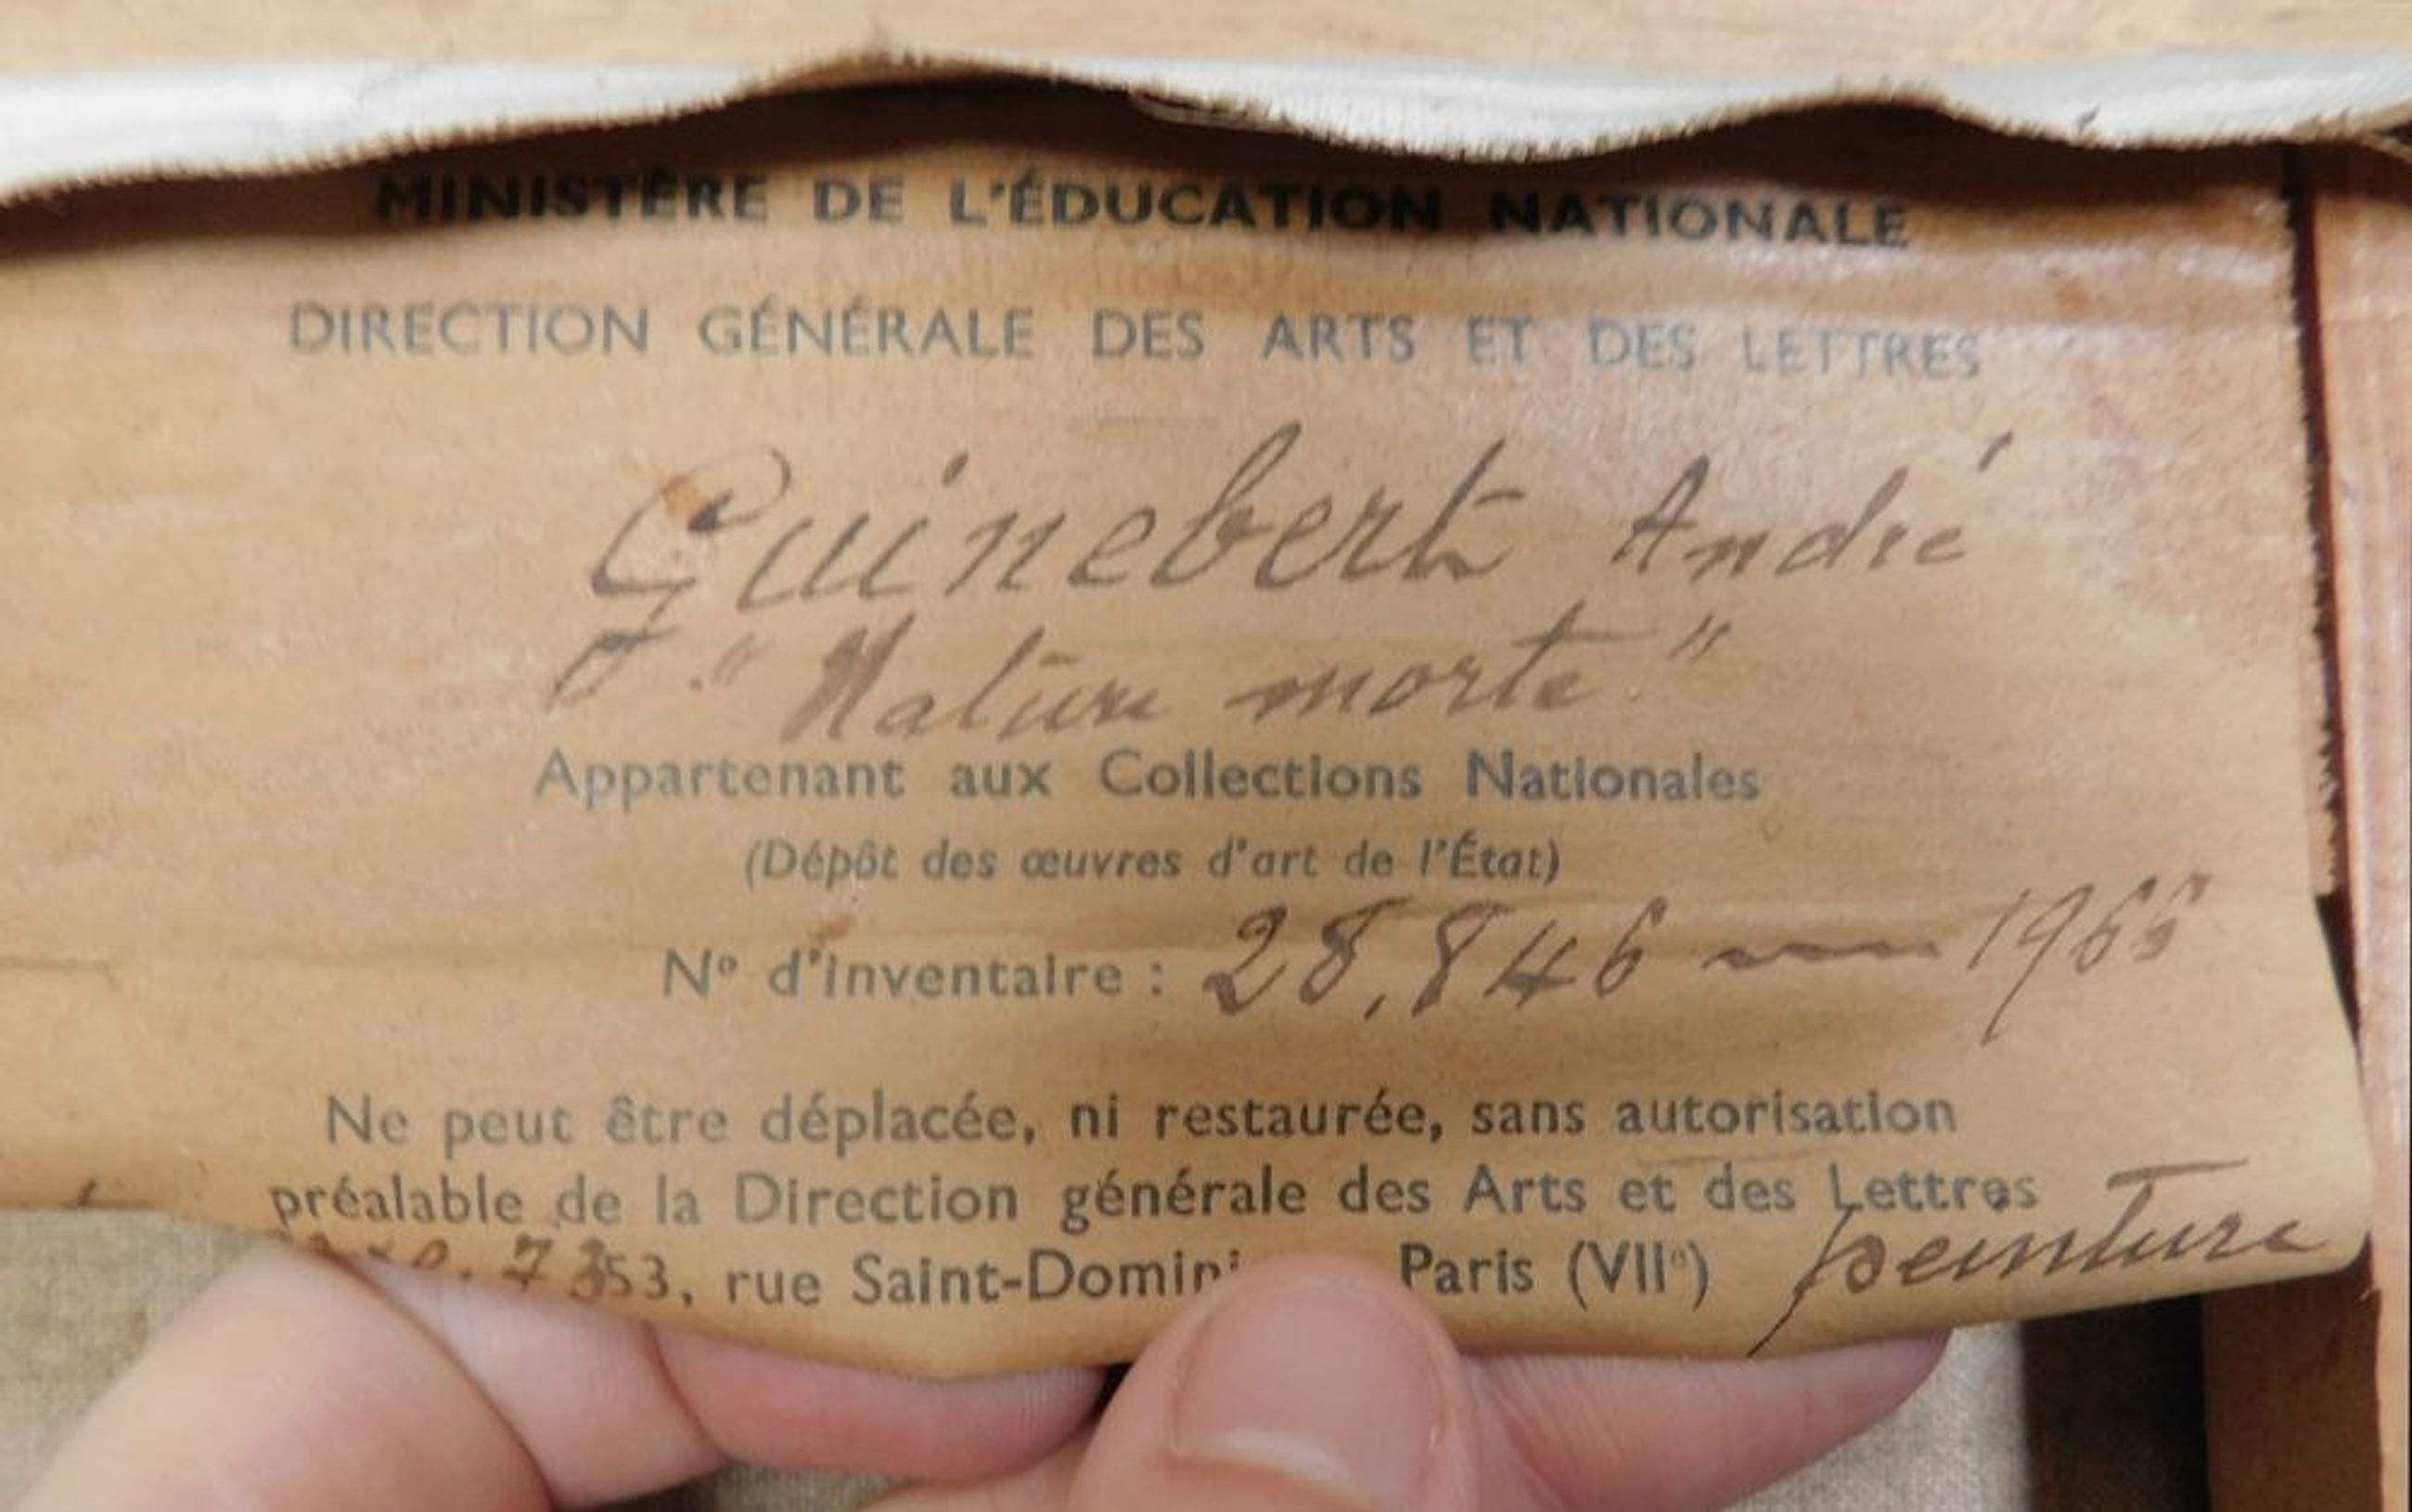 MINISTÈRE DE L'ÉDUCATION NATIONALE
DIRECTION GÉNÉRALE DES ARTS ET DES LETTRES
Guinebert André
"Nature morte"
Appartenant aux Collections Nationales
(Dépôt des œuvres d'art de l'État)
Nº d'inventaire : 28,846 — 1965
Ne peut être déplacée, ni restaurée, sans autorisation
préalable de la Direction générale des Arts et des Lettres
53, rue Saint-Domini Paris (VIIᵉ) peinture